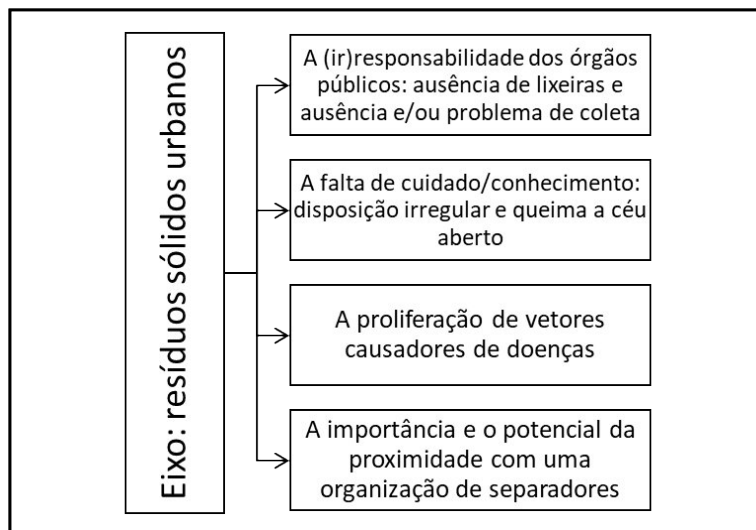 Eixo: resíduos sólidos urbanos
A (ir)responsabilidade dos órgãos
públicos: ausência de lixeiras e
ausência e/ou problema de coleta
A falta de cuidado/conhecimento:
disposição irregular e queima a céu
aberto
A proliferação de vetores
causadores de doenças
A importância e o potencial da
proximidade com uma
organização de separadores